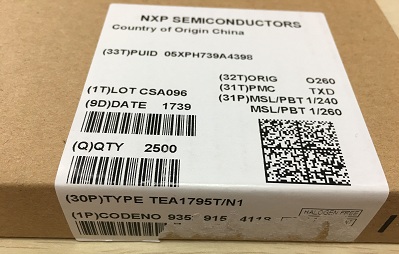 NXP SEMICONDUCTORS
Country of Origin China
(33T)PUID 05XPH739A4398
(32T)ORIG O260
(1T)LOT CSA096
(31T)PMC TXD
(9D)DATE 1739
(31P)MSL/PBT 1/240
MSL/PBT 1/260
(Q)QTY 2500
(30P)TYPE TEA1795T/N1
HALOGEN FREE
(1P)CODENO 935 915